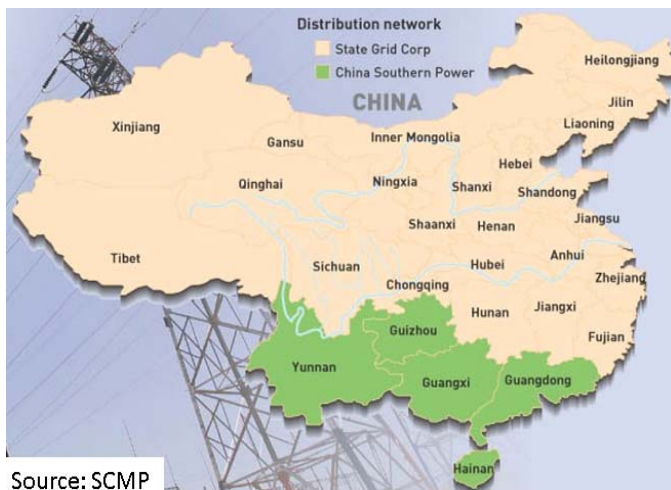 Distribution network
State Grid Corp
China Southern Power
CHINA
Heilongjiang
Jilin
Liaoning
Xinjiang
Gansu
Inner Mongolia
Hebei
Qinghai
Ningxia
Shanxi
Shandong
Shaanxi
Henan
Jiangsu
Tibet
Sichuan
Hubei
Anhui
Chongqing
Zhejiang
Hunan
Jiangxi
Guizhou
Fujian
Yunnan
Guangxi
Guangdong
Hainan
Source: SCMP